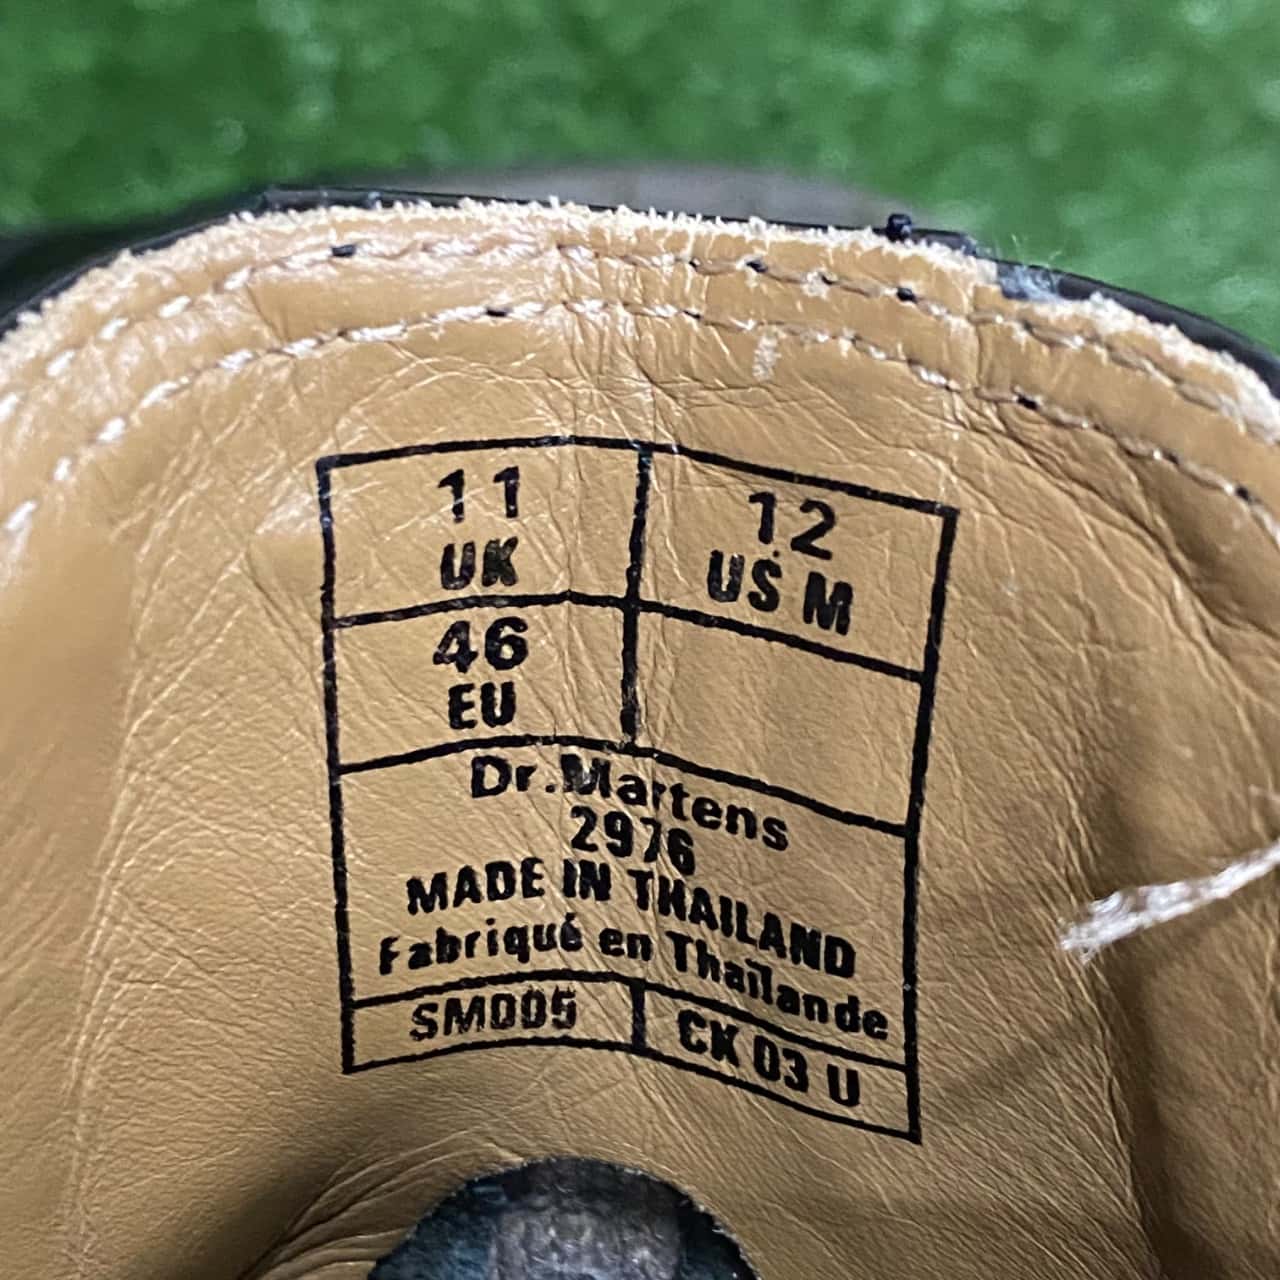 11
UK
12
US M
46
EU
Dr.Martens
2976
MADE IN THAILAND
Fabriqué en Thaïlande
SM005
CK 03 U